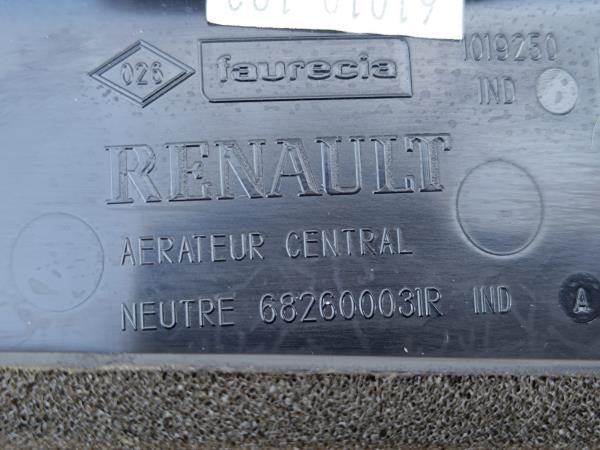 026 faurecia 1019250
IND
RENAULT
AERATEUR CENTRAL
NEUTRE 682600031R IND A